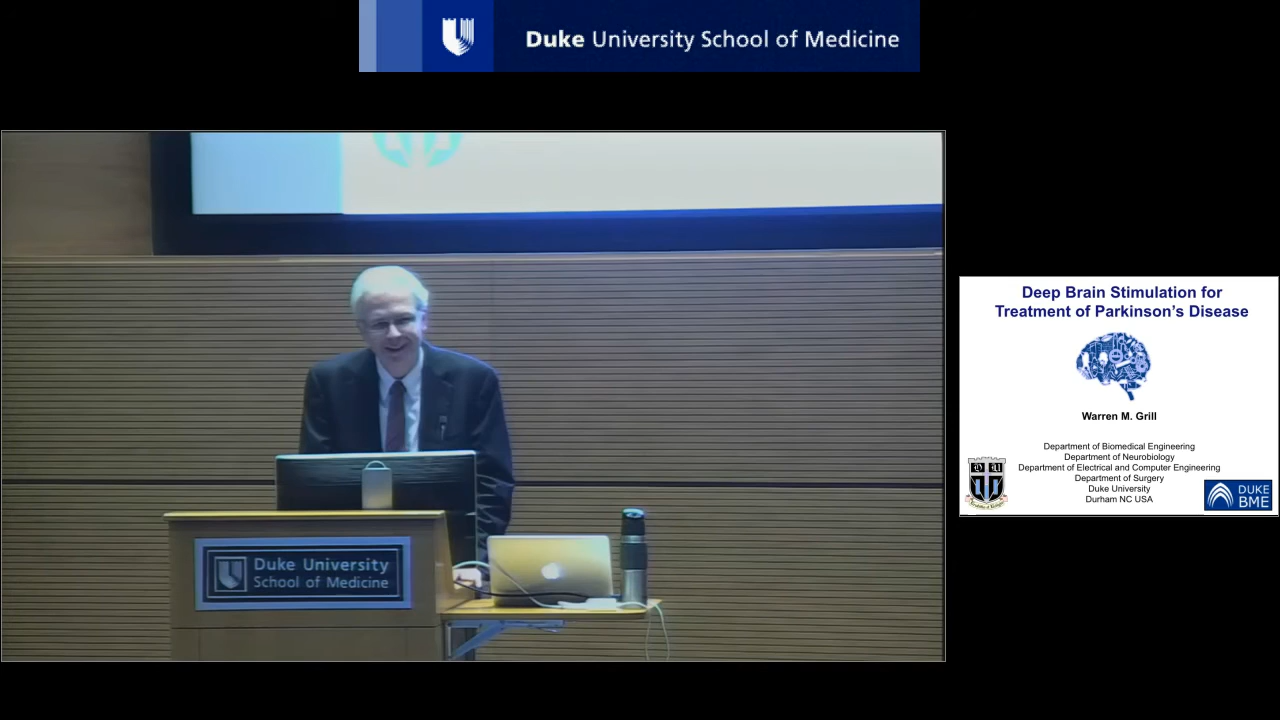 Duke University School of Medicine
Duke University
School of Medicine
Deep Brain Stimulation for
Treatment of Parkinson's Disease
Warren M. Grill
Department of Biomedical Engineering
Department of Neurobiology
Department of Electrical and Computer Engineering
Department of Surgery
Duke University
Durham NC USA
DUKE
BME